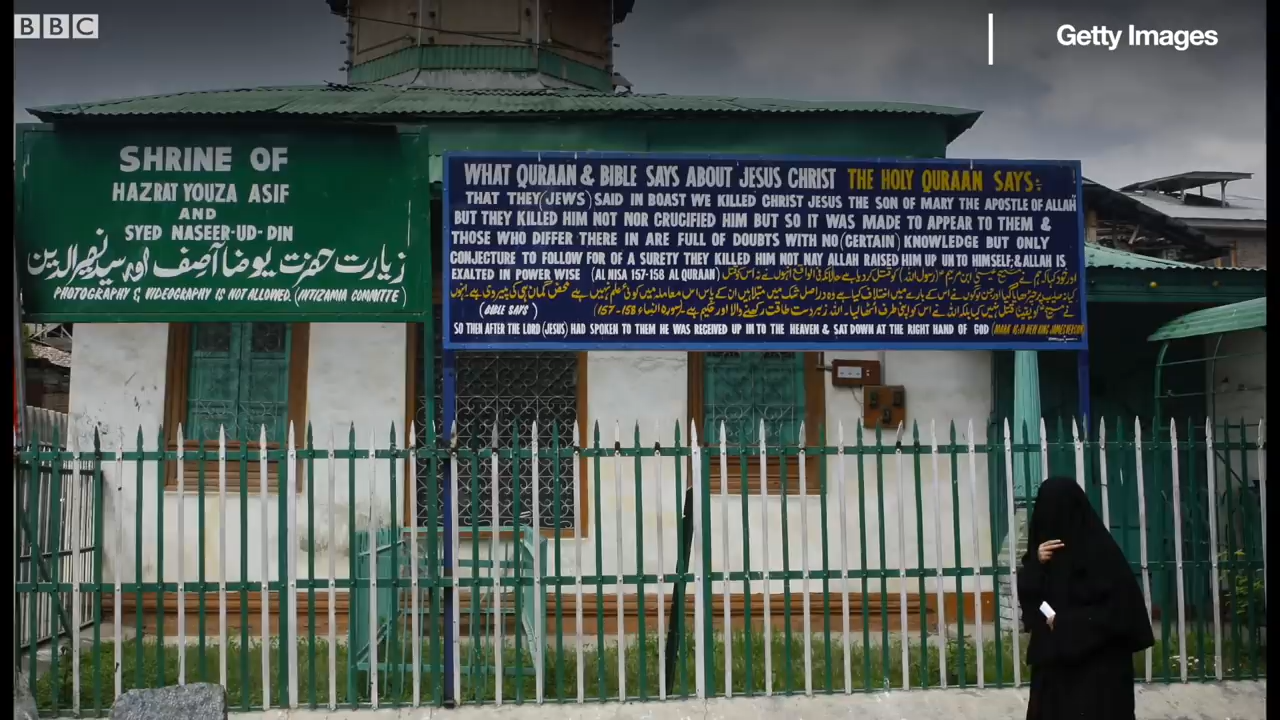 BBC
Getty Images
SHRINE OF
HAZRAT YOUZA ASIF
AND
SYED NASEER-UD-DIN
زیارت حضرت یوضا آصف اور سید نصیر الدین
PHOTOGRAPHY & VIDEOGRAPHY IS NOT ALLOWED. (INTIZAMIA COMMITTE)
WHAT QURAAN & BIBLE SAYS ABOUT JESUS CHRIST THE HOLY QURAAN SAYS:
THAT THEY(JEWS) SAID IN BOAST WE KILLED CHRIST JESUS THE SON OF MARY THE APOSTLE OF ALLAH
BUT THEY KILLED HIM NOT NOR CRUCIFIED HIM BUT SO IT WAS MADE TO APPEAR TO THEM &
THOSE WHO DIFFER THERE IN ARE FULL OF DOUBTS WITH NO(CERTAIN) KNOWLEDGE BUT ONLY
CONJECTURE TO FOLLOW FOR OF A SURETY THEY KILLED HIM NOT. NAY ALLAH RAISED HIM UP UN TO HIMSELF,& ALLAH IS
EXALTED IN POWER WISE (AL NISA 157-158 AL QURAAN)
(BIBLE SAYS)
SO THEN AFTER THE LORD (JESUS) HAD SPOKEN TO THEM HE WAS RECEIVED UP IN TO THE HEAVEN & SAT DOWN AT THE RIGHT HAND OF GOD